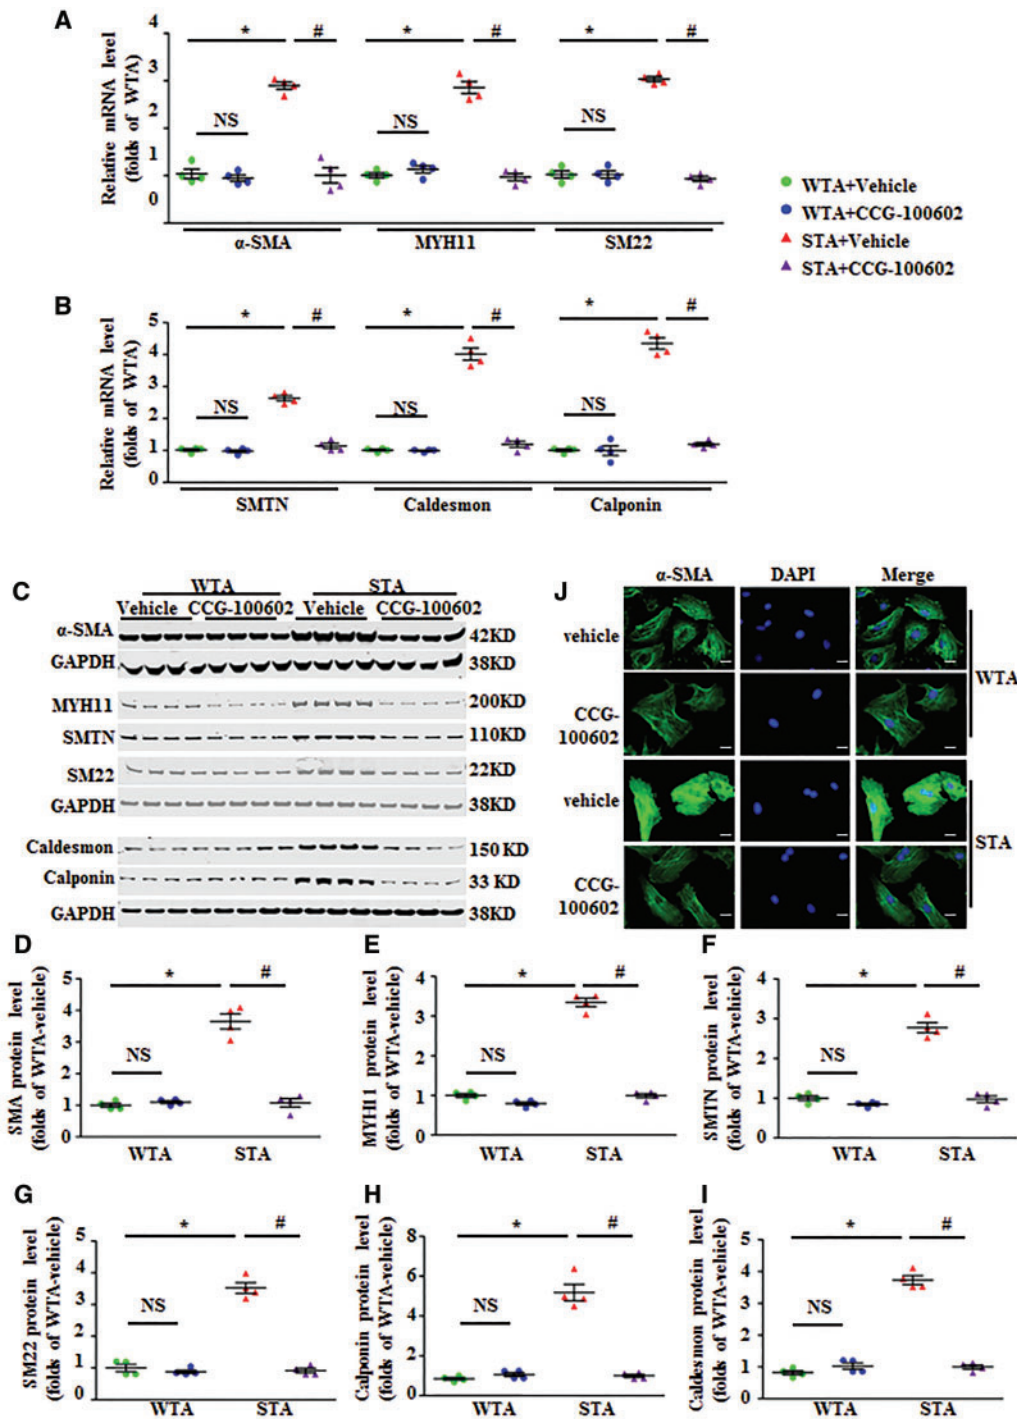 A
Relative mRNA level
(folds of WTA)
4
3
2
1
0
* # * # * #
NS NS NS
α-SMA MYH11 SM22
WTA+Vehicle
WTA+CCG-100602
STA+Vehicle
STA+CCG-100602
B
Relative mRNA level
(folds of WTA)
5
4
3
2
1
0
* # * # * #
NS NS NS
SMTN Caldesmon Calponin
C
WTA STA
Vehicle CCG-100602 Vehicle CCG-100602
α-SMA 42KD
GAPDH 38KD
MYH11 200KD
SMTN 110KD
SM22 22KD
GAPDH 38KD
Caldesmon 150 KD
Calponin 33 KD
GAPDH 38KD
J
α-SMA DAPI Merge
vehicle
CCG-
100602
WTA
vehicle
CCG-
100602
STA
D
SMA protein level
(folds of WTA-vehicle)
5
4
3
2
1
0
* #
NS
WTA STA
E
MYH11 protein level
(folds of WTA-vehicle)
4
3
2
1
0
* #
NS
WTA STA
F
SMTN protein level
(folds of WTA-vehicle)
4
3
2
1
0
* #
NS
WTA STA
G
SM22 protein level
(folds of WTA-vehicle)
5
4
3
2
1
0
* #
NS
WTA STA
H
Calponin protein level
(folds of WTA-vehicle)
8
6
4
2
0
* #
NS
WTA STA
I
Caldesmon protein level
(folds of WTA-vehicle)
5
4
3
2
1
0
* #
NS
WTA STA